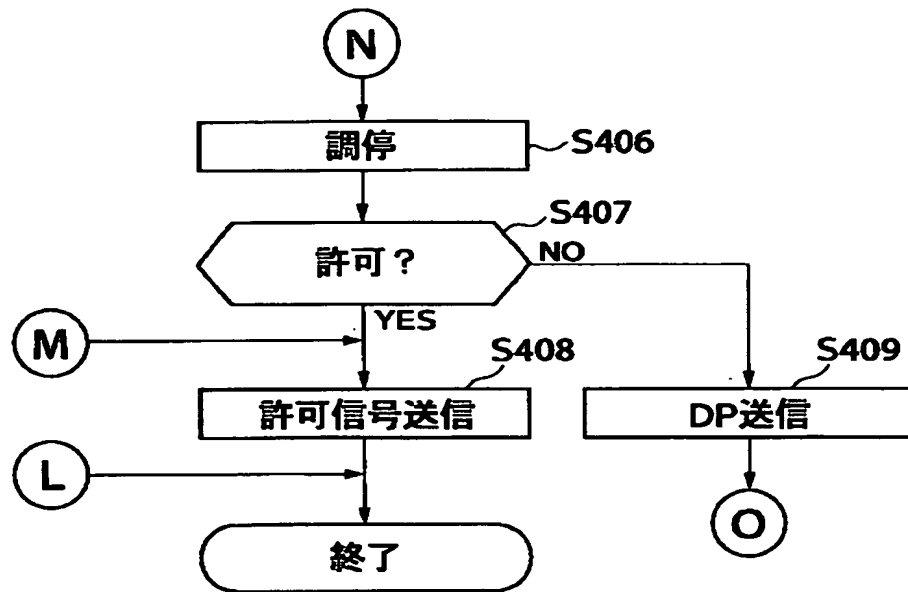 N
調停
S406
S407
許可？
NO
YES
M
S408
S409
許可信号送信
DP送信
L
O
終了